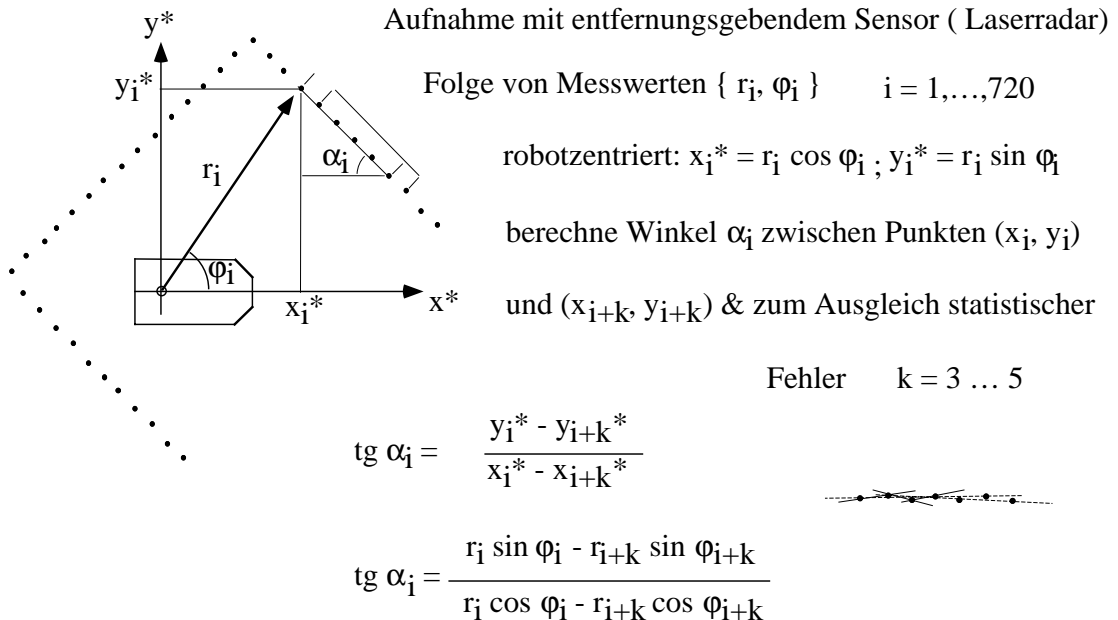 Aufnahme mit entfernungsgebendem Sensor ( Laserradar)
y*
yᵢ*
Folge von Messwerten { rᵢ, φᵢ }   i = 1,…,720
αᵢ
rᵢ
robotzentriert: xᵢ* = rᵢ cos φᵢ ; yᵢ* = rᵢ sin φᵢ
berechne Winkel αᵢ zwischen Punkten (xᵢ, yᵢ)
φᵢ
xᵢ*
x*
und (xᵢ₊ₖ, yᵢ₊ₖ) & zum Ausgleich statistischer
Fehler   k = 3 … 5
yᵢ* - yᵢ₊ₖ*
tg αᵢ =
xᵢ* - xᵢ₊ₖ*
rᵢ sin φᵢ - rᵢ₊ₖ sin φᵢ₊ₖ
tg αᵢ =
rᵢ cos φᵢ - rᵢ₊ₖ cos φᵢ₊ₖ